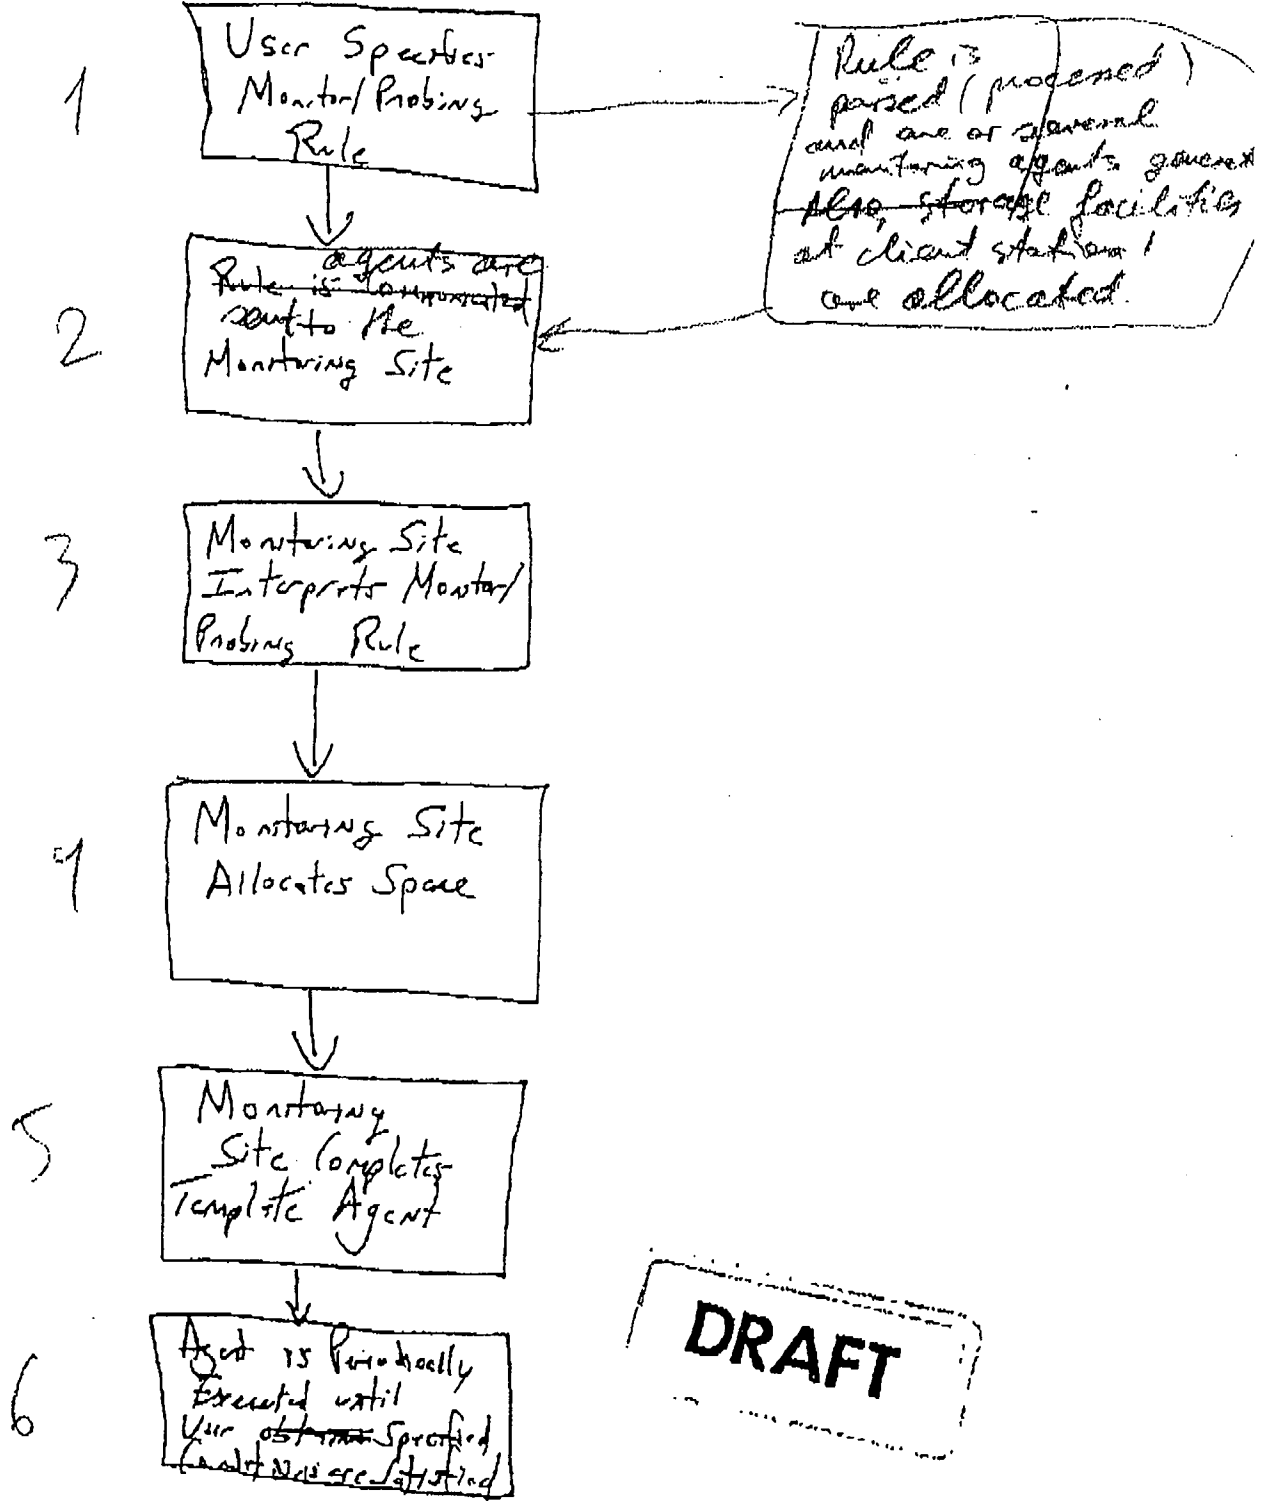 1
User Specifies
Monitor/Probing
Rule
Rule is
parsed (processed)
and one or several
monitoring agents generat
Also, storage facilities
at client station
are allocated.
2
agents are
Rule is communicated
sent to the
Monitoring Site
3
Monitoring Site
Interprets Monitor/
Probing Rule
4
Monitoring Site
Allocates Space
5
Monitoring
Site Completes
Template Agent
6
Agent is Periodically
Executed until
User Specified
Conditions are Satisfied
DRAFT